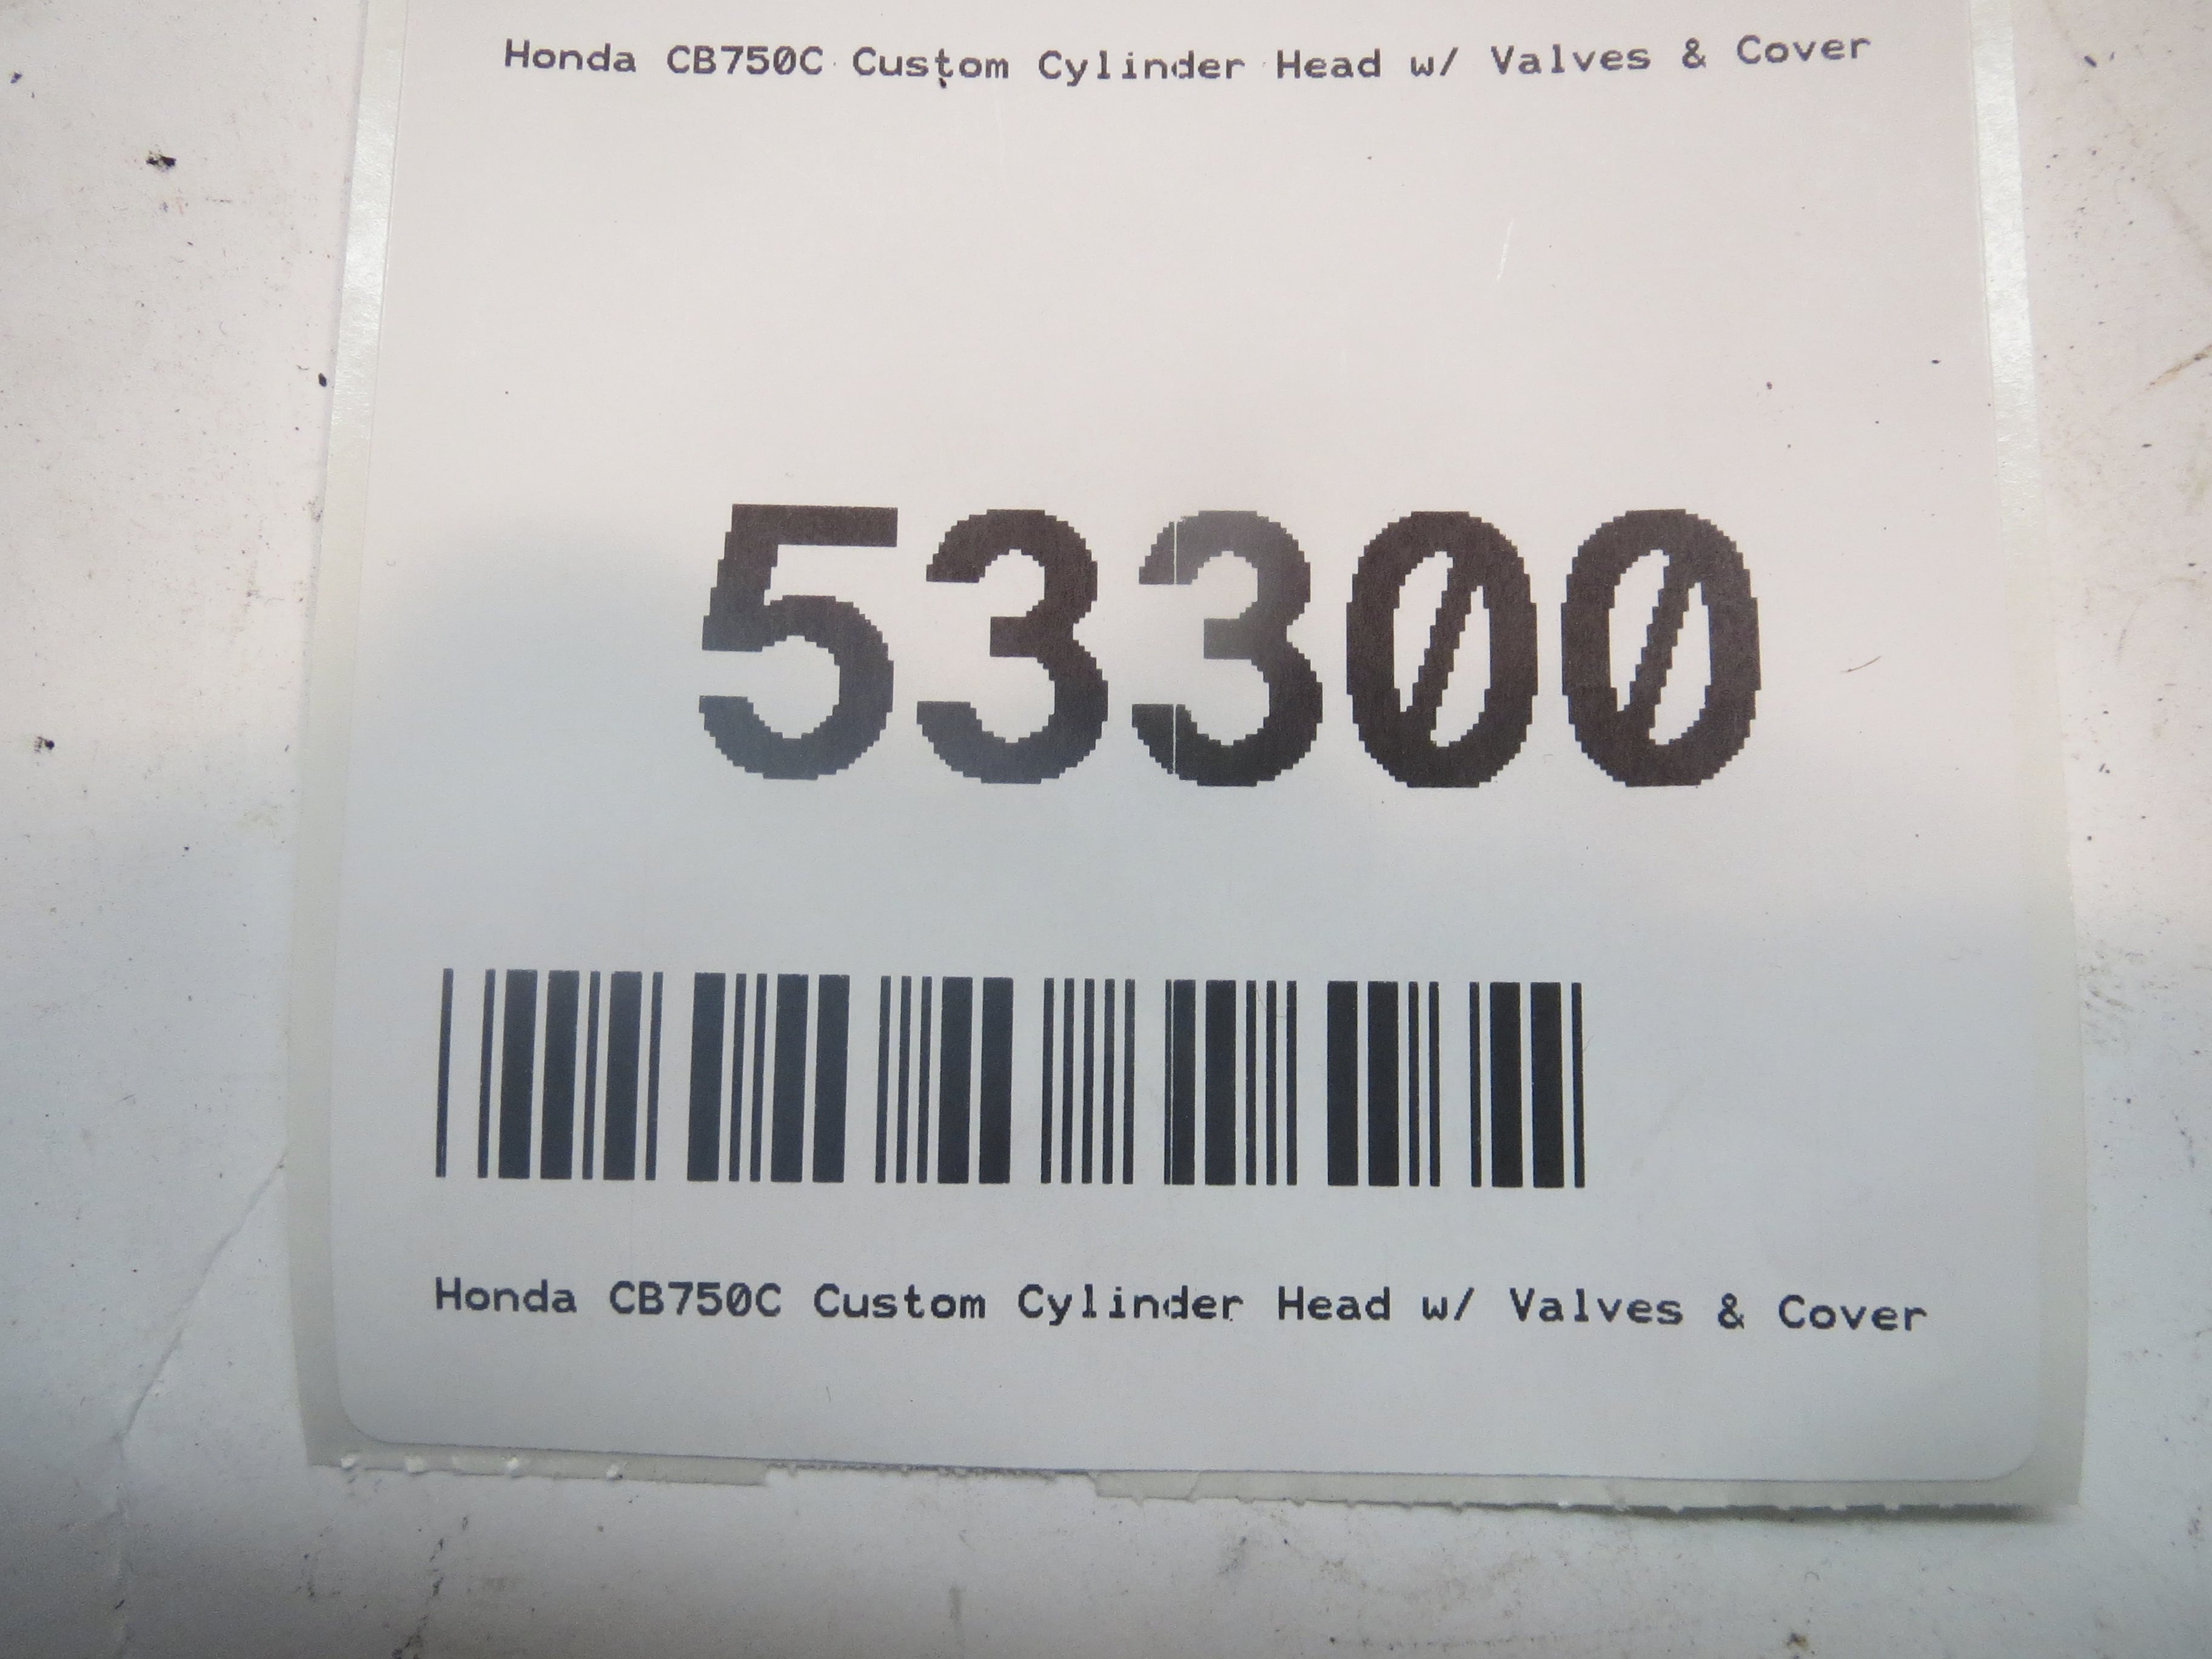 Honda CB750C Custom Cylinder Head w/ Valves & Cover
53300
Honda CB750C Custom Cylinder Head w/ Valves & Cover